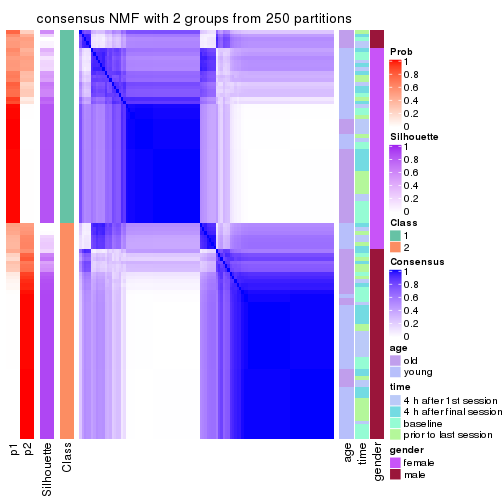 consensus NMF with 2 groups from 250 partitions
Prob
1
0.8
0.6
0.4
0.2
0
Silhouette
1
0.8
0.6
0.4
0.2
0
Class
1
2
Consensus
1
0.8
0.6
0.4
0.2
0
age
old
young
time
4 h after 1st session
4 h after final session
baseline
prior to last session
gender
female
male
p1
p2
Silhouette
Class
age
time
gender